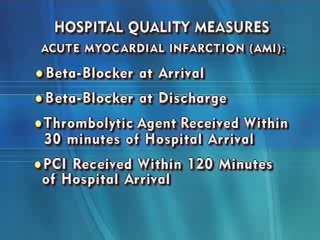 HOSPITAL QUALITY MEASURES
ACUTE MYOCARDIAL INFARCTION (AMI):
Beta-Blocker at Arrival
Beta-Blocker at Discharge
Thrombolytic Agent Received Within
30 minutes of Hospital Arrival
PCI Received Within 120 Minutes
of Hospital Arrival